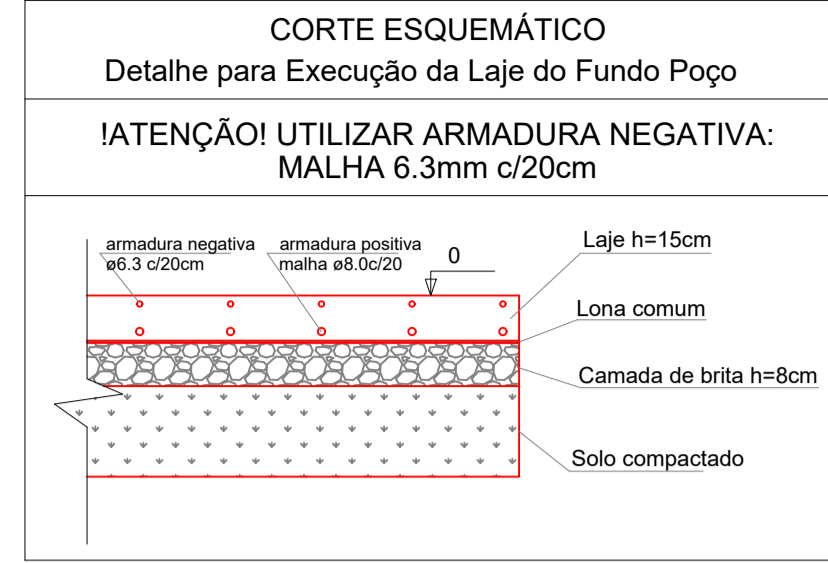 CORTE ESQUEMÁTICO
Detalhe para Execução da Laje do Fundo Poço
!ATENÇÃO! UTILIZAR ARMADURA NEGATIVA:
MALHA 6.3mm c/20cm
armadura negativa
ø6.3 c/20cm
armadura positiva
malha ø8.0c/20
0
Laje h=15cm
Lona comum
Camada de brita h=8cm
Solo compactado